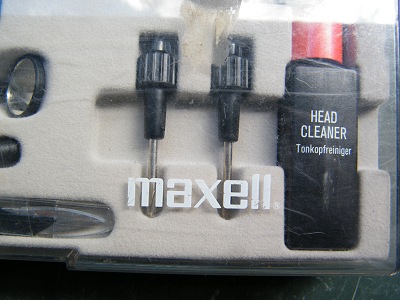 HEAD
CLEANER
Tonkopfreiniger
maxell®